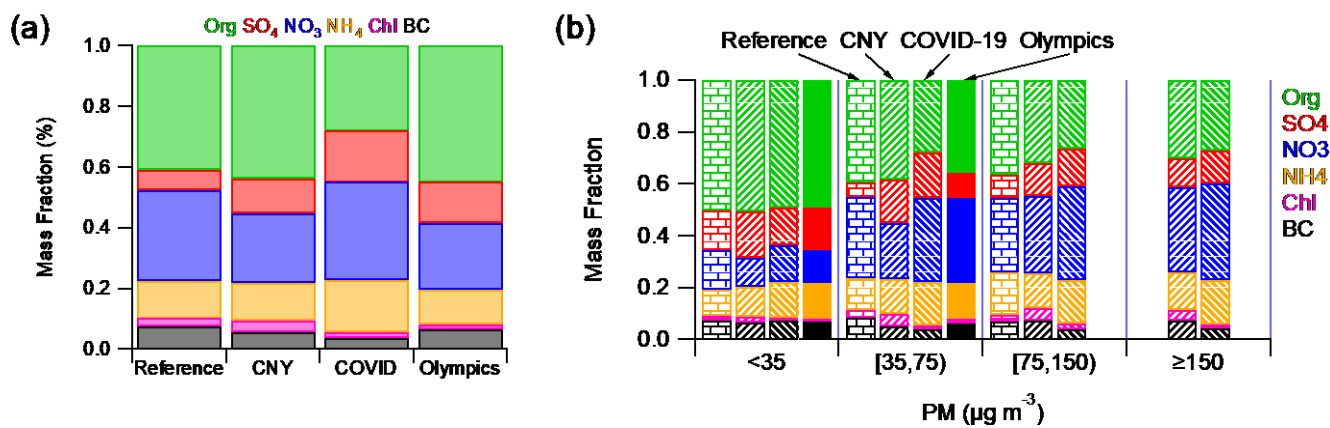 (a)
Org SO4 NO3 NH4 Chl BC
Mass Fraction (%)
1.0
0.8
0.6
0.4
0.2
0.0
Reference CNY COVID Olympics
(b)
Reference CNY COVID-19 Olympics
Mass Fraction
1.0
0.8
0.6
0.4
0.2
0.0
Org
SO4
NO3
NH4
Chl
BC
<35 [35,75) [75,150) ≥150
PM (µg m-3)